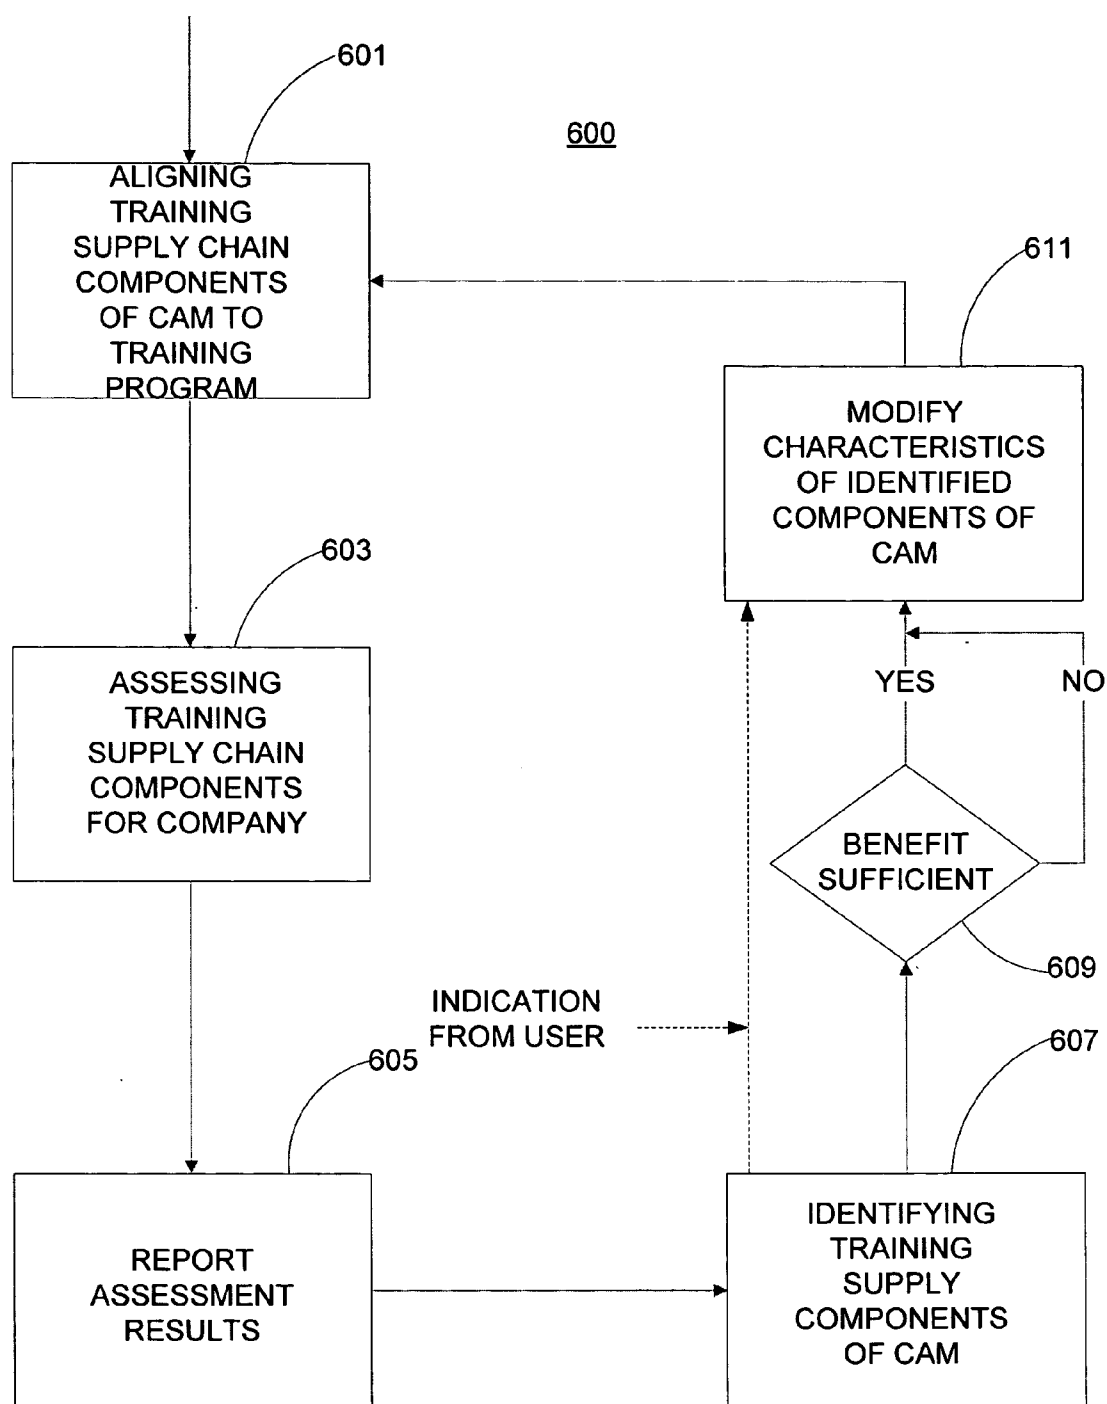 601
600
ALIGNING
TRAINING
SUPPLY CHAIN
COMPONENTS
OF CAM TO
TRAINING
PROGRAM
611
MODIFY
CHARACTERISTICS
OF IDENTIFIED
COMPONENTS OF
CAM
603
ASSESSING
TRAINING
SUPPLY CHAIN
COMPONENTS
FOR COMPANY
YES
NO
BENEFIT
SUFFICIENT
609
INDICATION
FROM USER
605
607
REPORT
ASSESSMENT
RESULTS
IDENTIFYING
TRAINING
SUPPLY
COMPONENTS
OF CAM